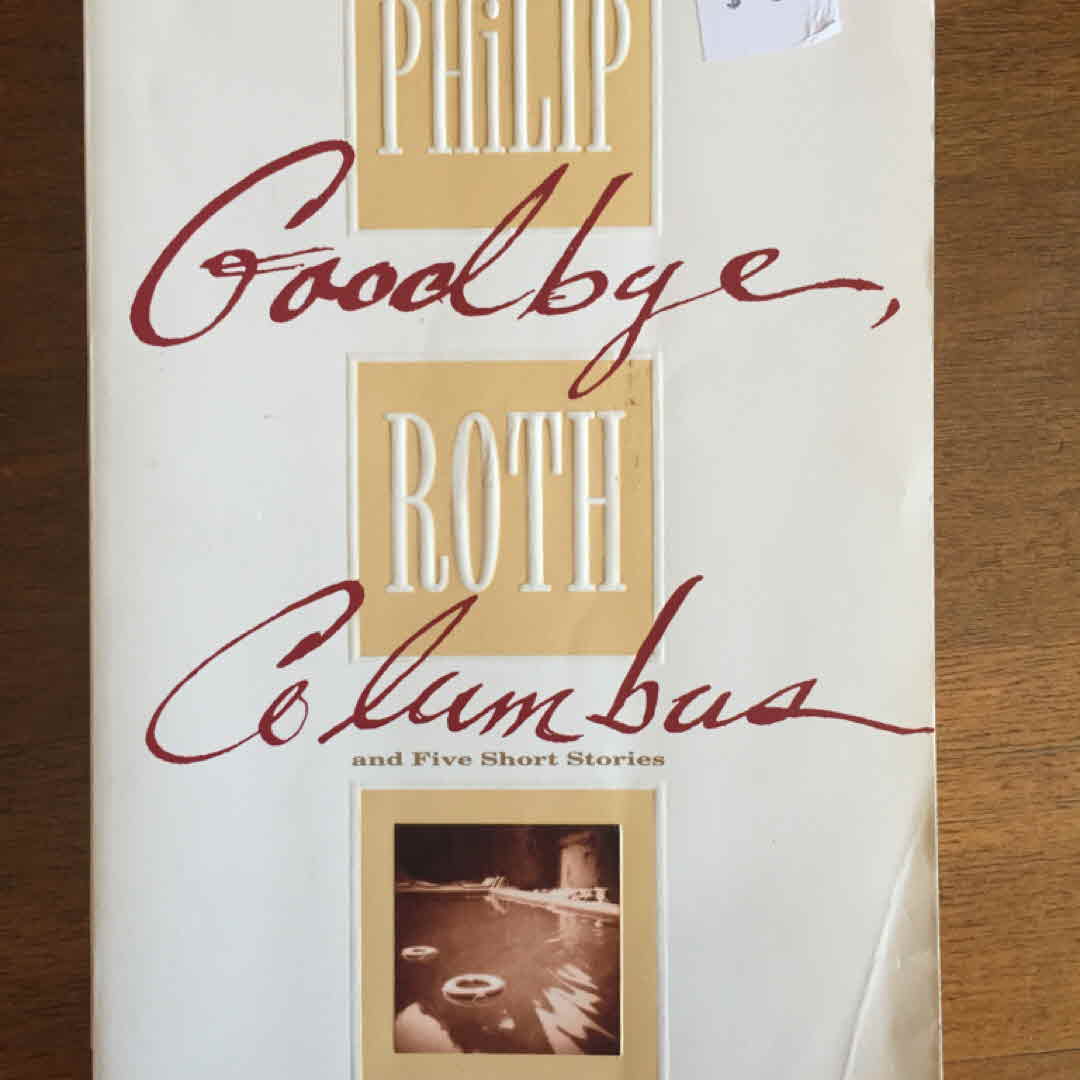 PHiLIP
Goodbye,
ROTH
Columbus
and Five Short Stories